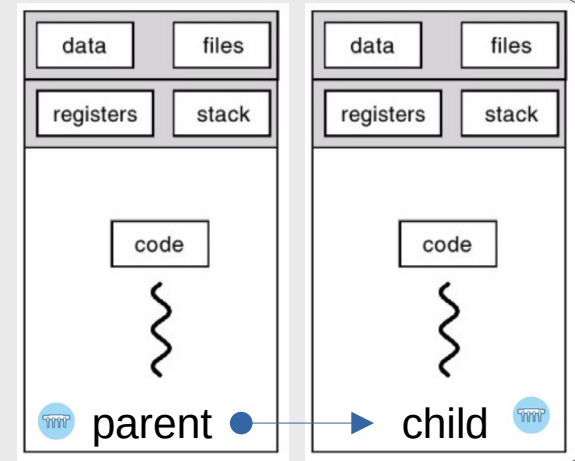 data files
registers stack
code
parent
data files
registers stack
code
child